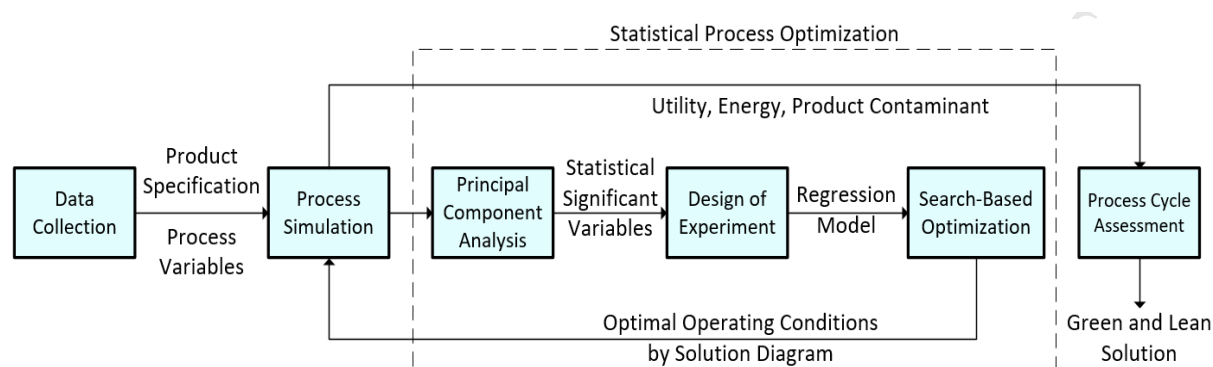 Statistical Process Optimization
Utility, Energy, Product Contaminant
Data
Collection
Product
Specification
Process
Variables
Process
Simulation
Principal
Component
Analysis
Statistical
Significant
Variables
Design of
Experiment
Regression
Model
Search-Based
Optimization
Process Cycle
Assessment
Optimal Operating Conditions
by Solution Diagram
Green and Lean
Solution